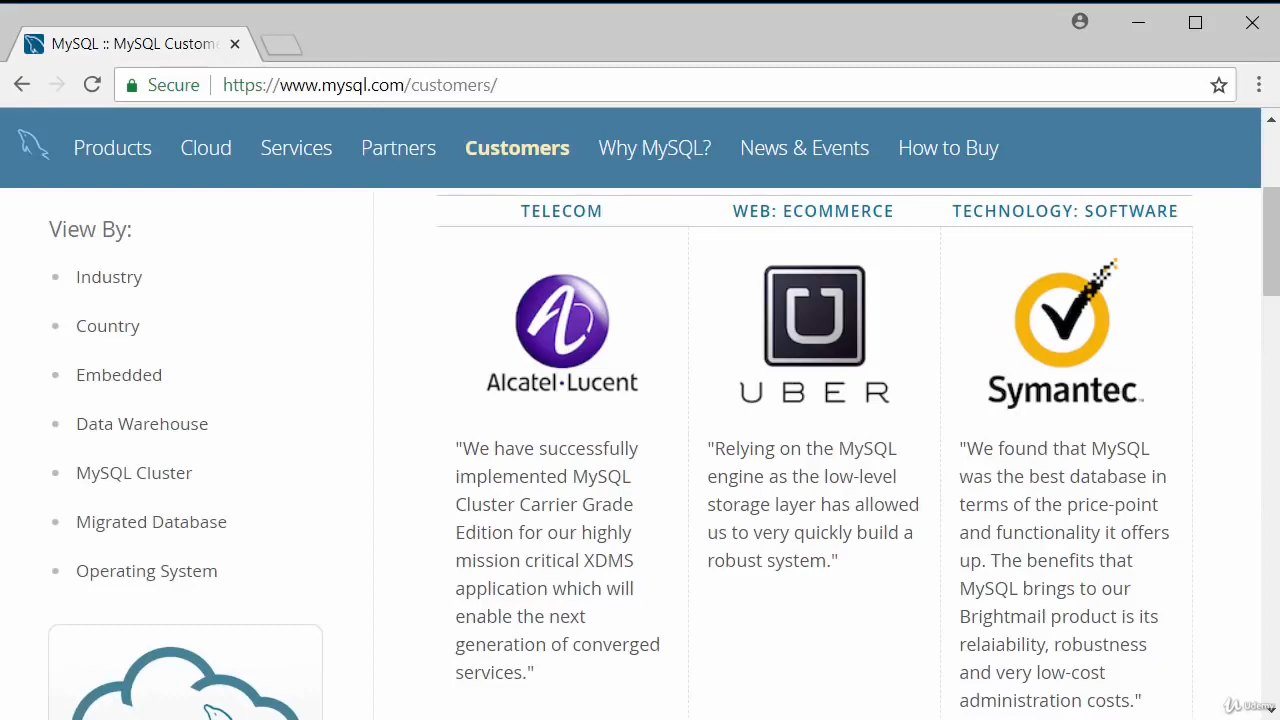 MySQL :: MySQL Custom
Secure
https://www.mysql.com/customers/
Products Cloud Services Partners Customers Why MySQL? News & Events How to Buy
View By:
Industry
Country
Embedded
Data Warehouse
MySQL Cluster
Migrated Database
Operating System
TELECOM
Alcatel·Lucent
"We have successfully
implemented MySQL
Cluster Carrier Grade
Edition for our highly
mission critical XDMS
application which will
enable the next
generation of converged
services."
WEB: ECOMMERCE
UBER
"Relying on the MySQL
engine as the low-level
storage layer has allowed
us to very quickly build a
robust system."
TECHNOLOGY: SOFTWARE
Symantec.
"We found that MySQL
was the best database in
terms of the price-point
and functionality it offers
up. The benefits that
MySQL brings to our
Brightmail product is its
relaiability, robustness
and very low-cost
administration costs."
Udemy